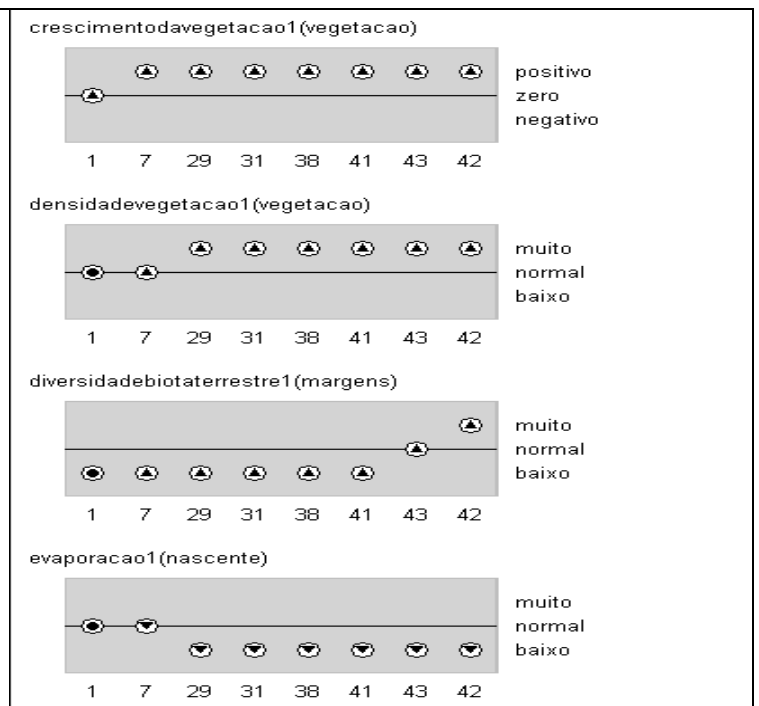 crescimentodavegetacao1(vegetacao)
positivo
zero
negativo
1 7 29 31 38 41 43 42
densidadevegetacao1(vegetacao)
muito
normal
baixo
1 7 29 31 38 41 43 42
diversidadebiotaterrestre1(margens)
muito
normal
baixo
1 7 29 31 38 41 43 42
evaporacao1(nascente)
muito
normal
baixo
1 7 29 31 38 41 43 42